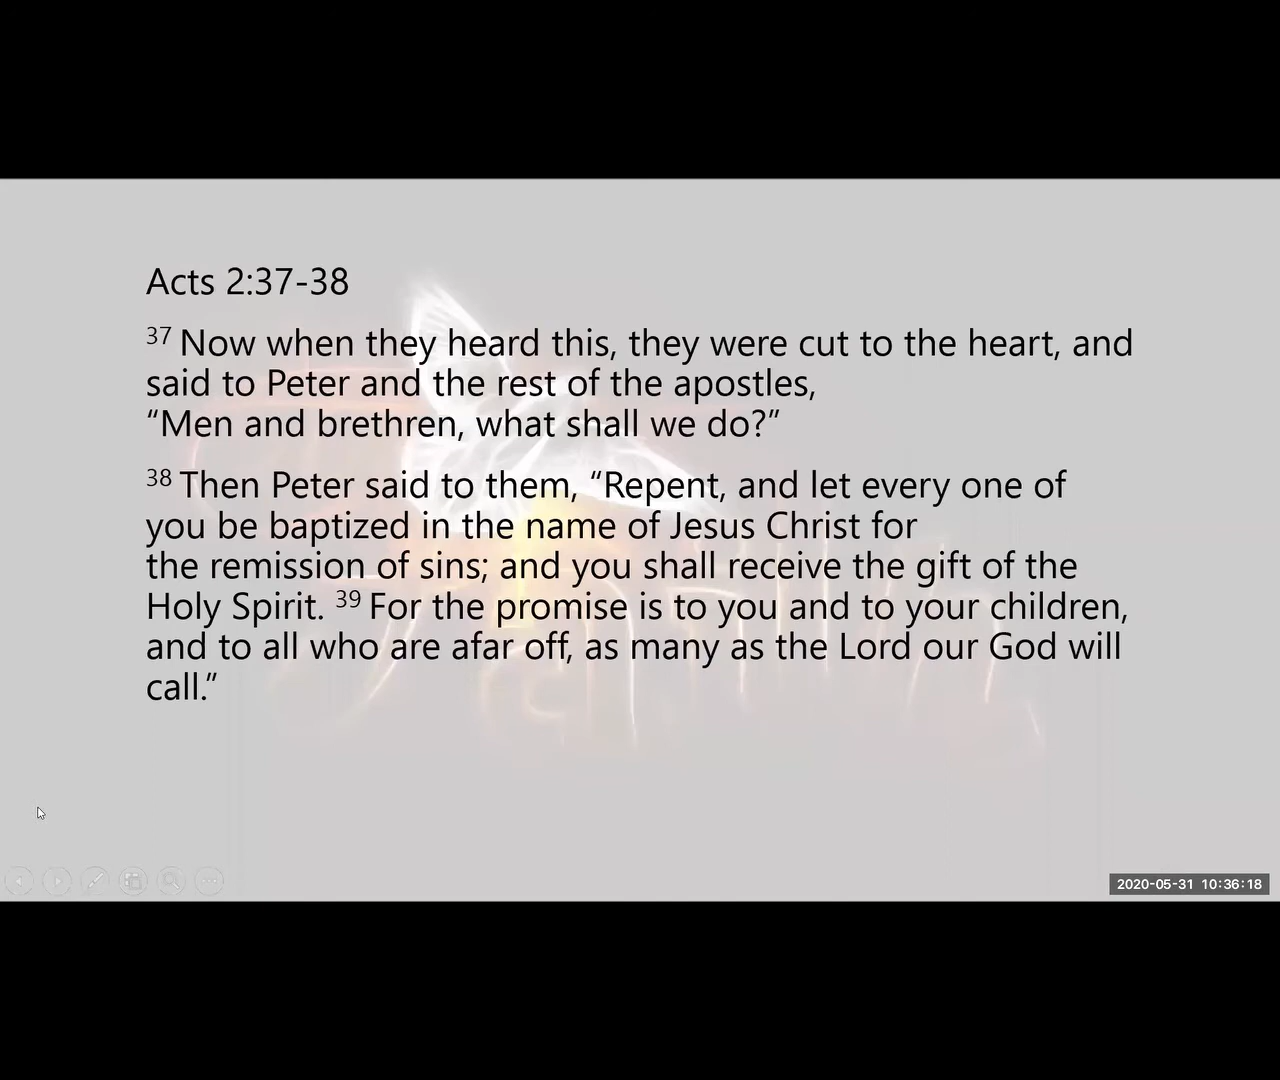 Acts 2:37-38
37 Now when they heard this, they were cut to the heart, and
said to Peter and the rest of the apostles,
“Men and brethren, what shall we do?”
38 Then Peter said to them, “Repent, and let every one of
you be baptized in the name of Jesus Christ for
the remission of sins; and you shall receive the gift of the
Holy Spirit. 39 For the promise is to you and to your children,
and to all who are afar off, as many as the Lord our God will
call.”
2020-05-31 10:36:18